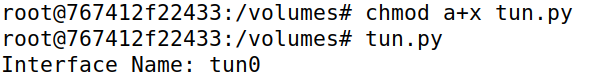 root@767412f22433:/volumes# chmod a+x tun.py
root@767412f22433:/volumes# tun.py
Interface Name: tun0